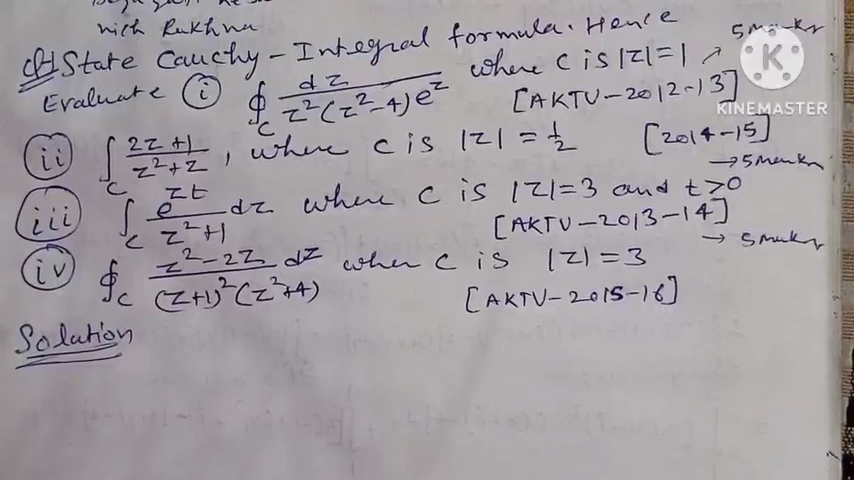 nich Rukhna
Q1 State Cauchy-Integral formula. Hence
5 marks
Evaluate (i) ∮_C dz / z²(z²-4)e^z where C is |z|=1
[AKTU-2012-13]
K
KINEMASTER
(ii) ∫_C 2z+1 / z²+z, where C is |z| = 1/2 [2014-15]
→ 5 marks
(iii) ∫_C e^zt / z²+1 dz where C is |z|=3 and t>0
[AKTU-2013-14]
→ 5 marks
(iv) ∮_C z²-2z / (z+1)²(z²+4) dz when C is |z|=3
[AKTU-2015-16]
Solution